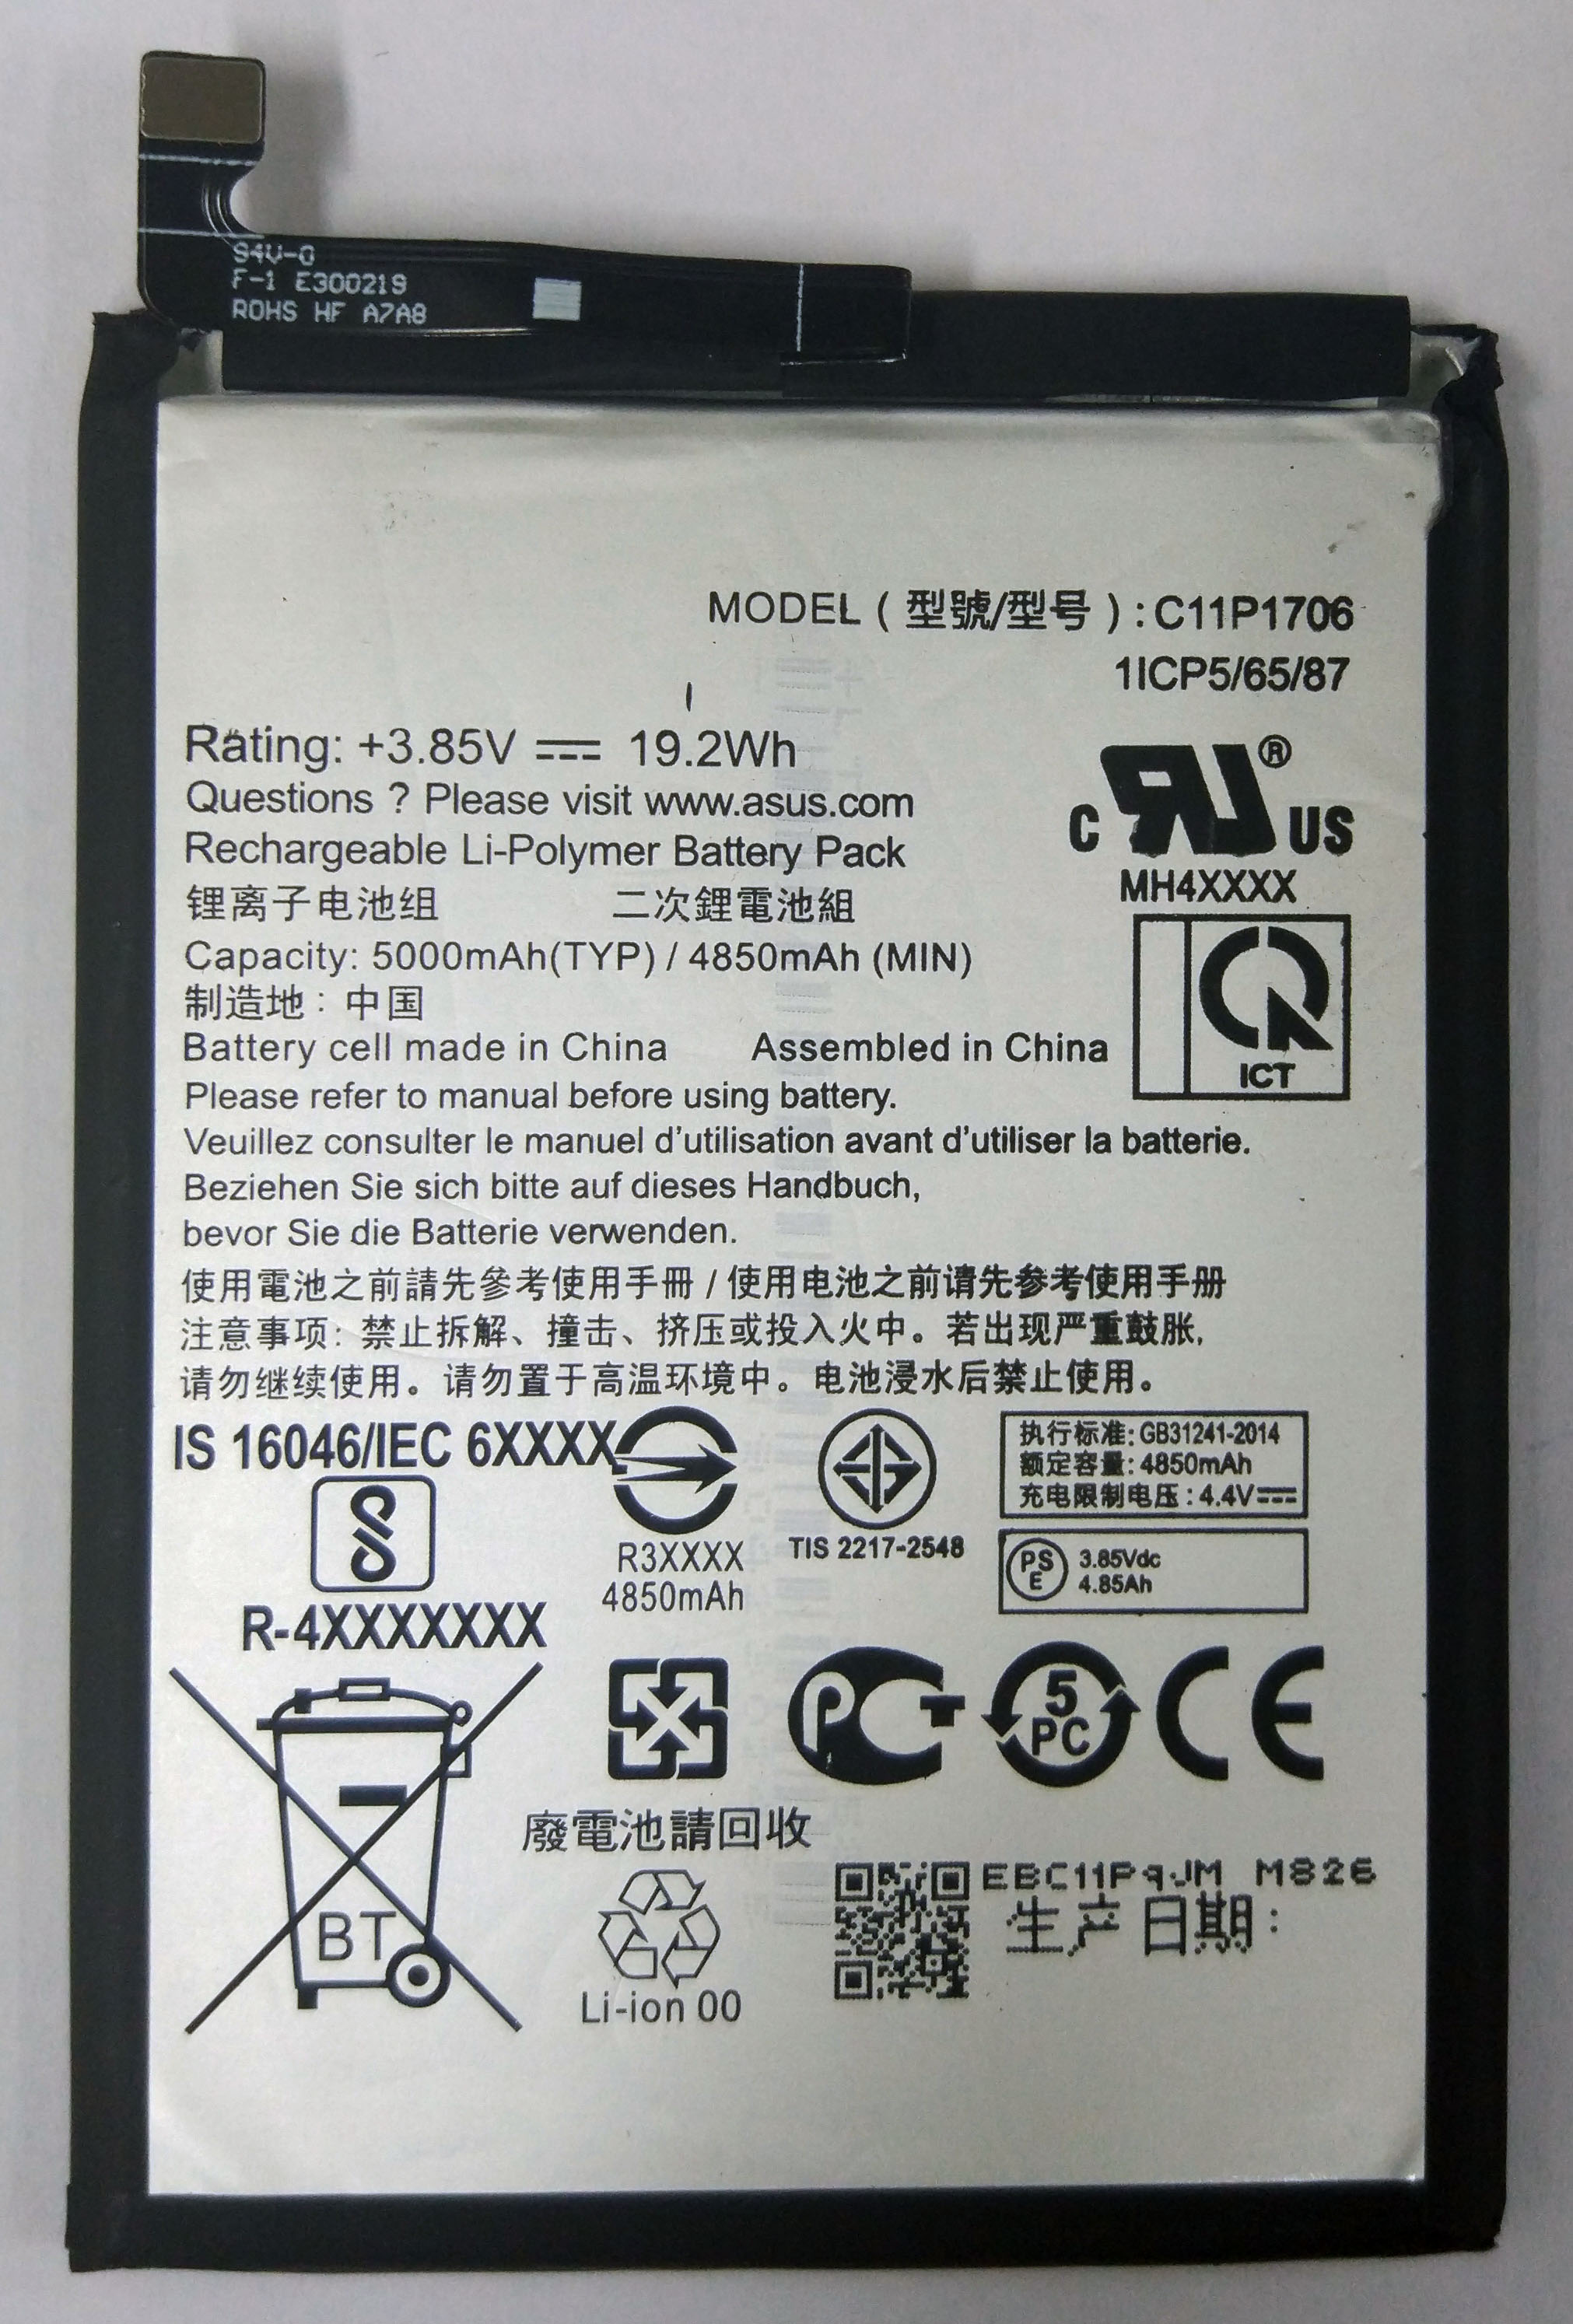 94V-0
F-1 E300219
ROHS HF A7A8
MODEL ( 型號/型号 ) : C11P1706
1ICP5/65/87
Rating: +3.85V 19.2Wh
Questions ? Please visit www.asus.com
Rechargeable Li-Polymer Battery Pack
锂离子电池组 二次鋰電池組
Capacity: 5000mAh(TYP) / 4850mAh (MIN)
制造地 : 中国
Battery cell made in China Assembled in China
C RU ® US
MH4XXXX
ICT
Please refer to manual before using battery.
Veuillez consulter le manuel d'utilisation avant d'utiliser la batterie.
Beziehen Sie sich bitte auf dieses Handbuch,
bevor Sie die Batterie verwenden.
使用電池之前請先參考使用手冊 / 使用电池之前请先参考使用手册
注意事项: 禁止拆解、撞击、挤压或投入火中。若出现严重鼓胀,
请勿继续使用。请勿置于高温环境中。电池浸水后禁止使用。
IS 16046/IEC 6XXXX
R-4XXXXXXX
R3XXXX
4850mAh
TIS 2217-2548
执行标准: GB31241-2014
额定容量: 4850mAh
充电限制电压 : 4.4V
PS
E
3.85Vdc
4.85Ah
PCT
5
PC
CE
廢電池請回收
BT
Li-ion 00
EBC11P9JM M826
生产日期: